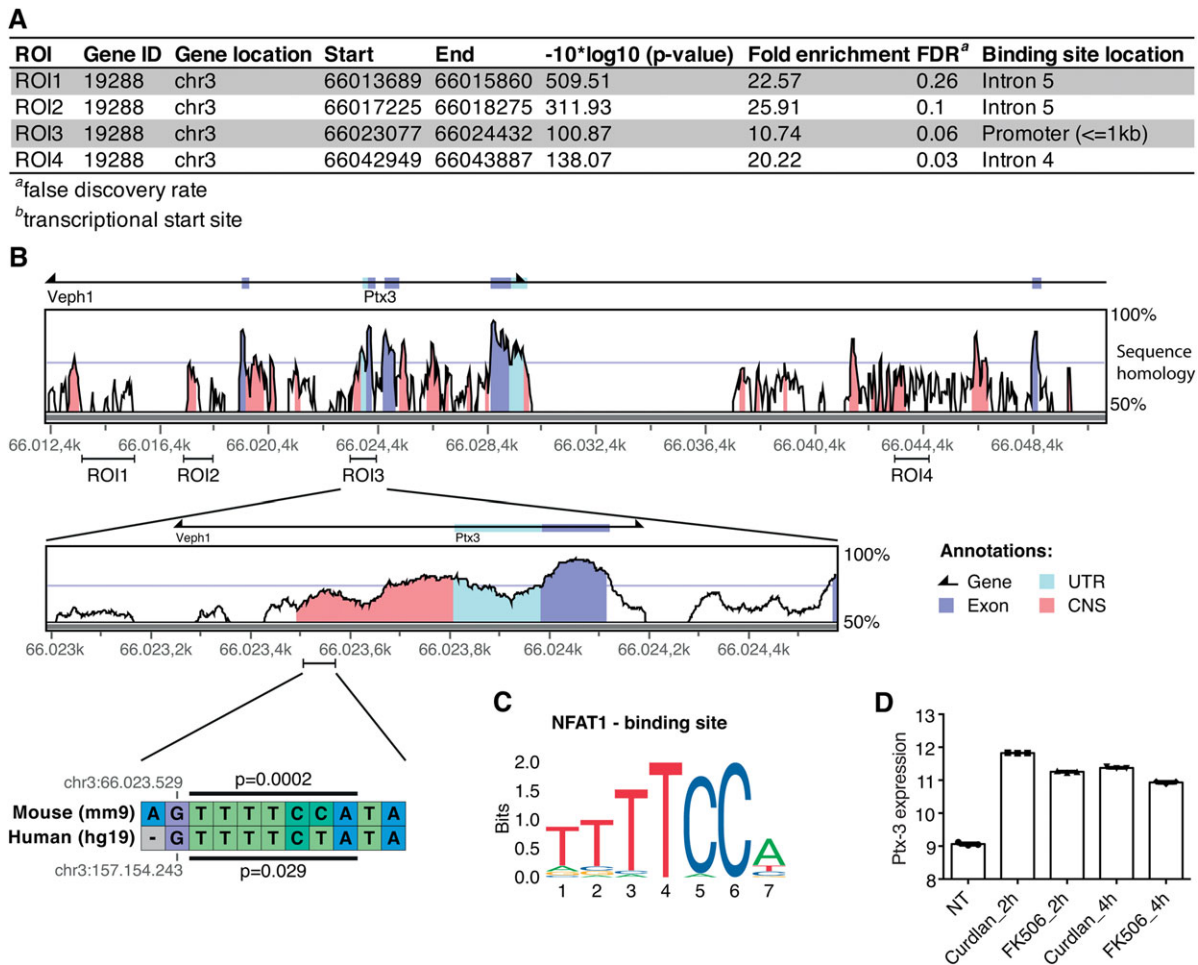 A
ROI Gene ID Gene location Start End -10*log10 (p-value) Fold enrichment FDRa Binding site location
ROI1 19288 chr3 66013689 66015860 509.51 22.57 0.26 Intron 5
ROI2 19288 chr3 66017225 66018275 311.93 25.91 0.1 Intron 5
ROI3 19288 chr3 66023077 66024432 100.87 10.74 0.06 Promoter (<=1kb)
ROI4 19288 chr3 66042949 66043887 138.07 20.22 0.03 Intron 4
afalse discovery rate
btranscriptional start site
B
Veph1 Ptx3
100%
Sequence
homology
50%
66.012,4k 66.016,4k 66.020,4k 66.024,4k 66.028,4k 66.032,4k 66.036,4k 66.040,4k 66.044,4k 66.048,4k
ROI1 ROI2 ROI3 ROI4
Veph1 Ptx3
100%
50%
66.023k 66.023,2k 66.023,4k 66.023,6k 66.023,8k 66.024k 66.024,2k 66.024,4k
Annotations:
Gene UTR
Exon CNS
chr3:66.023.529
p=0.0002
Mouse (mm9) A G T T T T C C A T A
Human (hg19) - G T T T T C T A T A
chr3:157.154.243
p=0.029
C
NFAT1 - binding site
Bits
2.0
1.5
1.0
0.5
0.0
T T T T C C A
1 2 3 4 5 6 7
D
Ptx-3 expression
13
12
11
10
9
8
NT Curdlan_2h FK506_2h Curdlan_4h FK506_4h